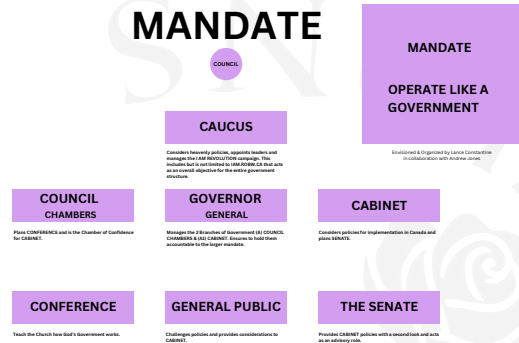 MANDATE
COUNCIL
MANDATE
OPERATE LIKE A
GOVERNMENT
Envisioned & Organized by Lance Constantine
in collaboration with Andrew Jones
CAUCUS
Considers heavenly policies, appoints leaders and
manages the I AM REVOLUTION campaign. This
includes but is not limited to IAM.ROBW.CA that acts
as an overall objective for the entire government
structure.
COUNCIL
CHAMBERS
Plans CONFERENCE and is the Chamber of Confidence
for CABINET.
GOVERNOR
GENERAL
Manages the 2 Branches of Government (A) COUNCIL
CHAMBERS & (A1) CABINET. Ensures to hold them
accountable to the larger mandate.
CABINET
Considers policies for implementation in Canada and
plans SENATE.
CONFERENCE
Teach the Church how God's Government works.
GENERAL PUBLIC
Challenges policies and provides considerations to
CABINET.
THE SENATE
Provides CABINET policies with a second look and acts
as an advisory role.